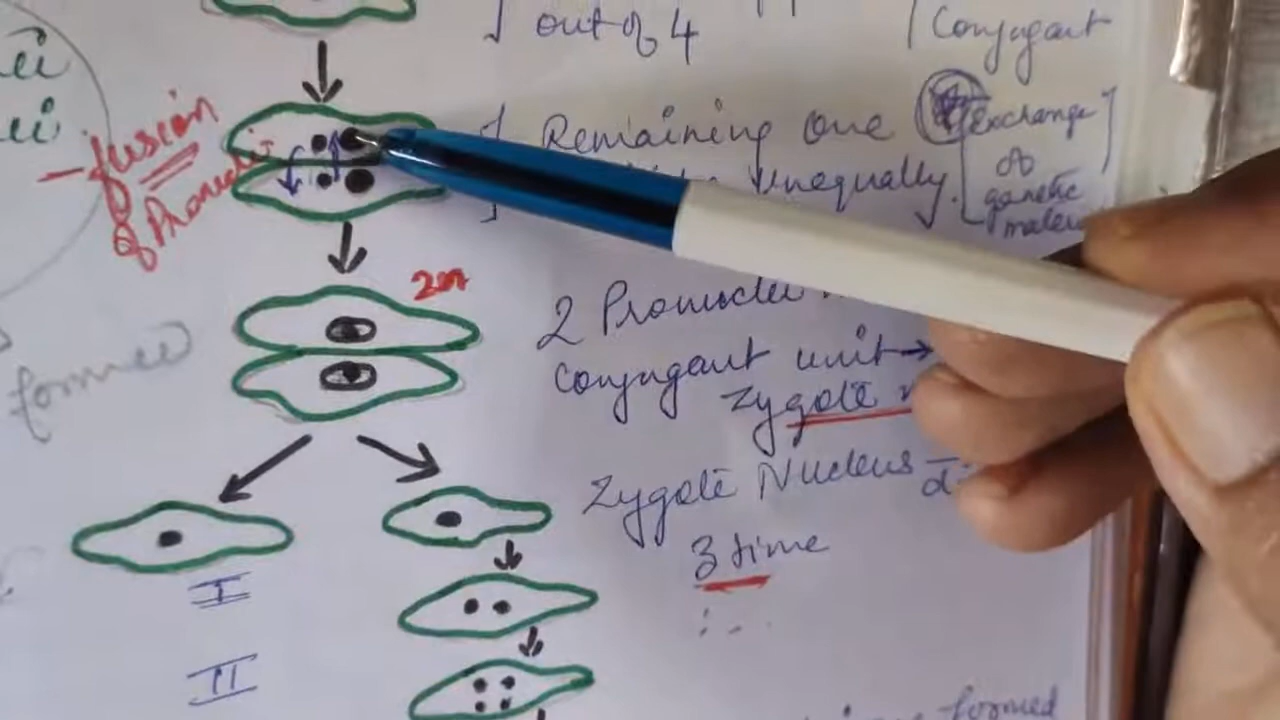 out of 4
Conjugant
Remaining one
Unequally.
exchange
of
genetic
- fusion
of Pronuclei
2n
2 Pronuclei
Conjugant unit →
Zygote
formed
Zygote Nucleus
3 time
I
II
formed